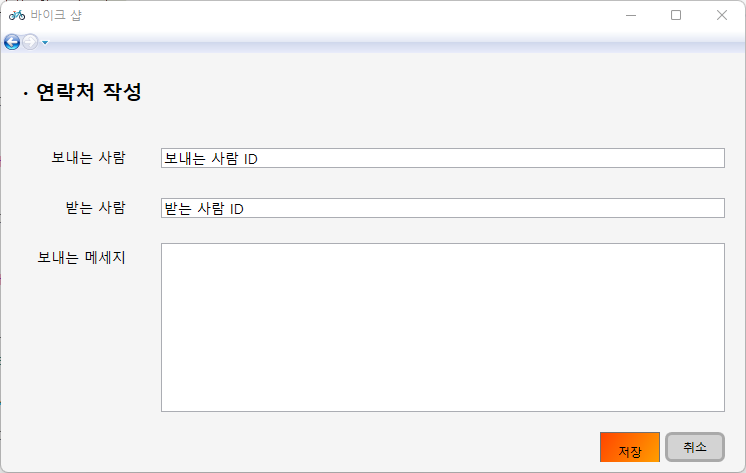 바이크 샵
· 연락처 작성
보내는 사람 보내는 사람 ID
받는 사람 받는 사람 ID
보내는 메세지
저장 취소